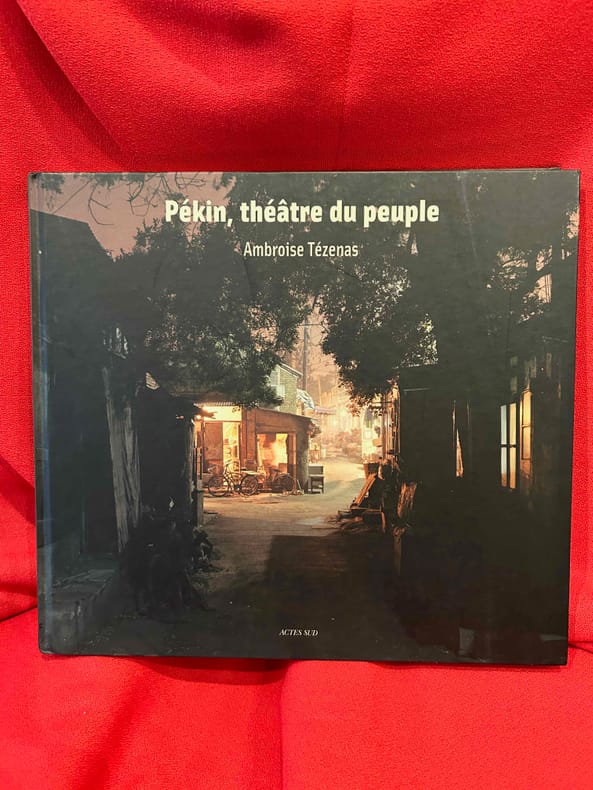 Pékin, théâtre du peuple
Ambroise Tézenas
ACTES SUD